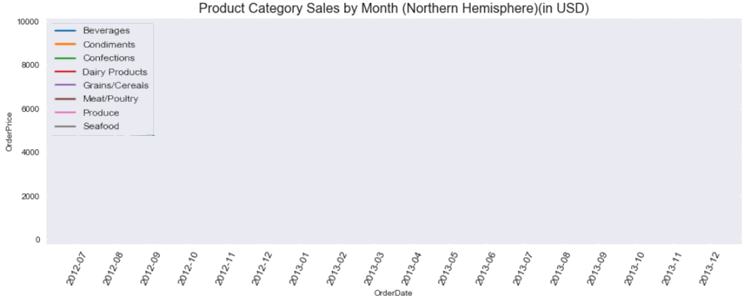 Product Category Sales by Month (Northern Hemisphere)(in USD)
10000
8000
6000
4000
2000
0
OrderPrice
Beverages
Condiments
Confections
Dairy Products
Grains/Cereals
Meat/Poultry
Produce
Seafood
2012-07
2012-08
2012-09
2012-10
2012-11
2012-12
2013-01
2013-02
2013-03
2013-04
2013-05
2013-06
2013-07
2013-08
2013-09
2013-10
2013-11
2013-12
OrderDate